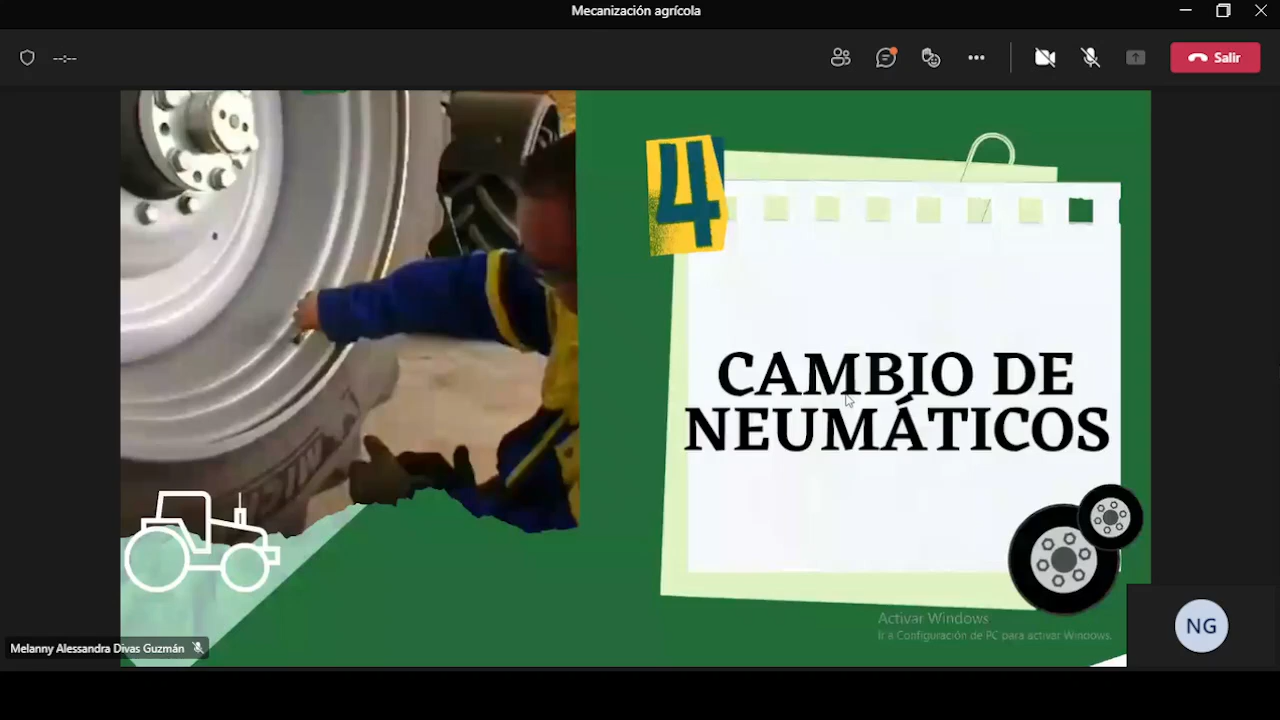 Mecanización agrícola
--:--
Salir
4
CAMBIO DE
NEUMÁTICOS
Activar Windows
Ir a Configuración de PC para activar Windows.
NG
Melanny Alessandra Divas Guzmán